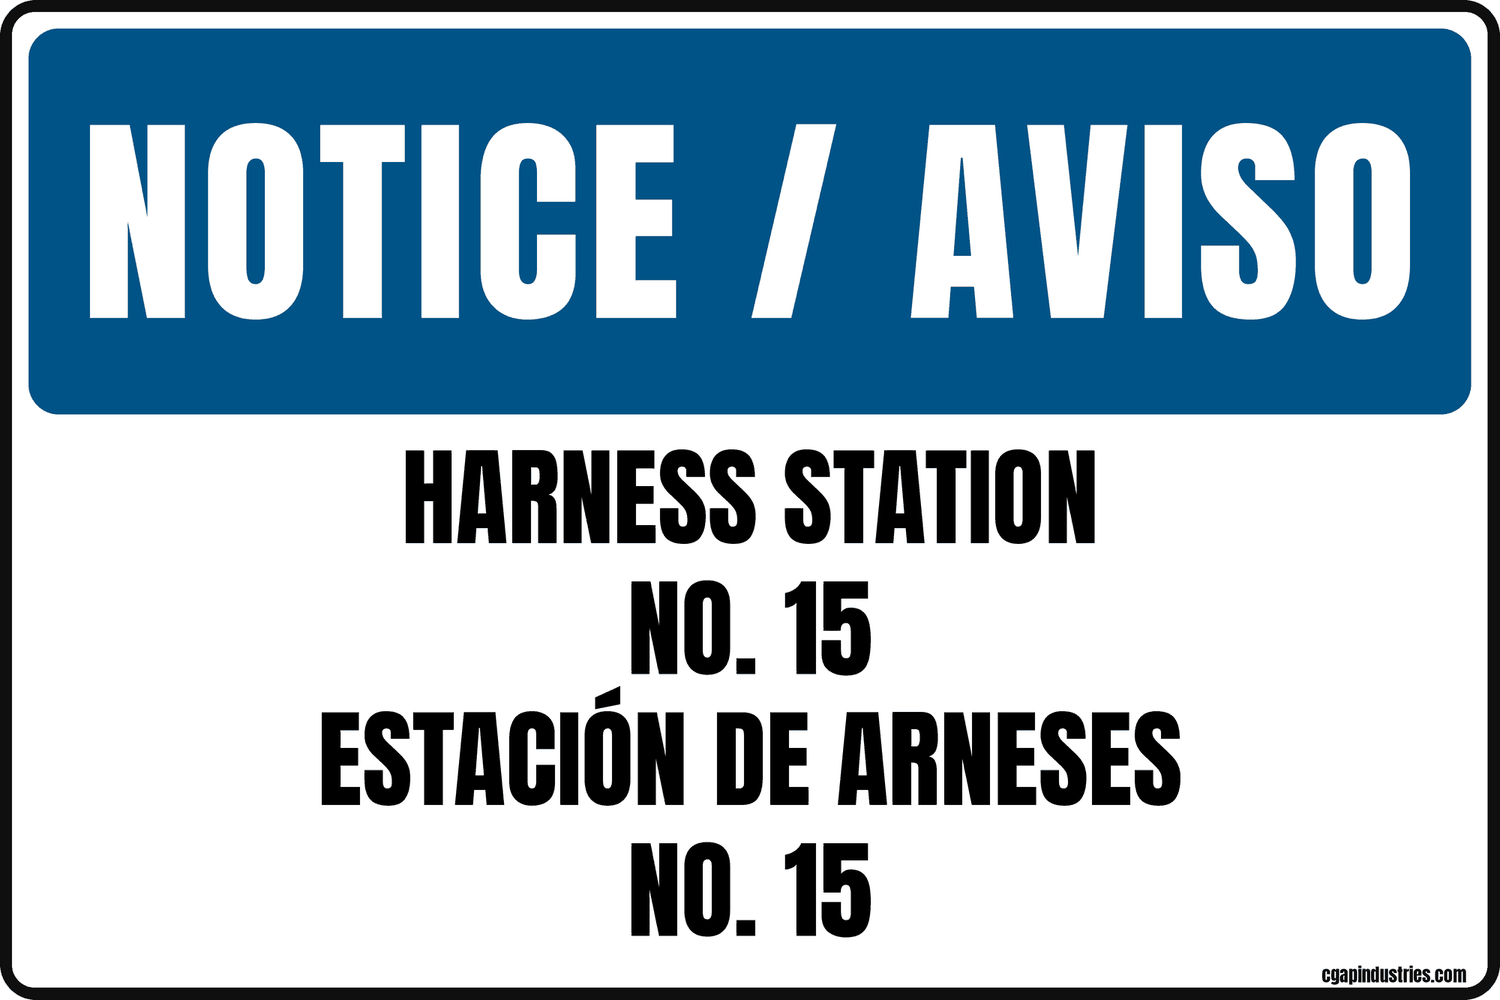 NOTICE / AVISO
HARNESS STATION
NO. 15
ESTACIÓN DE ARNESES
NO. 15
cgapindustries.com